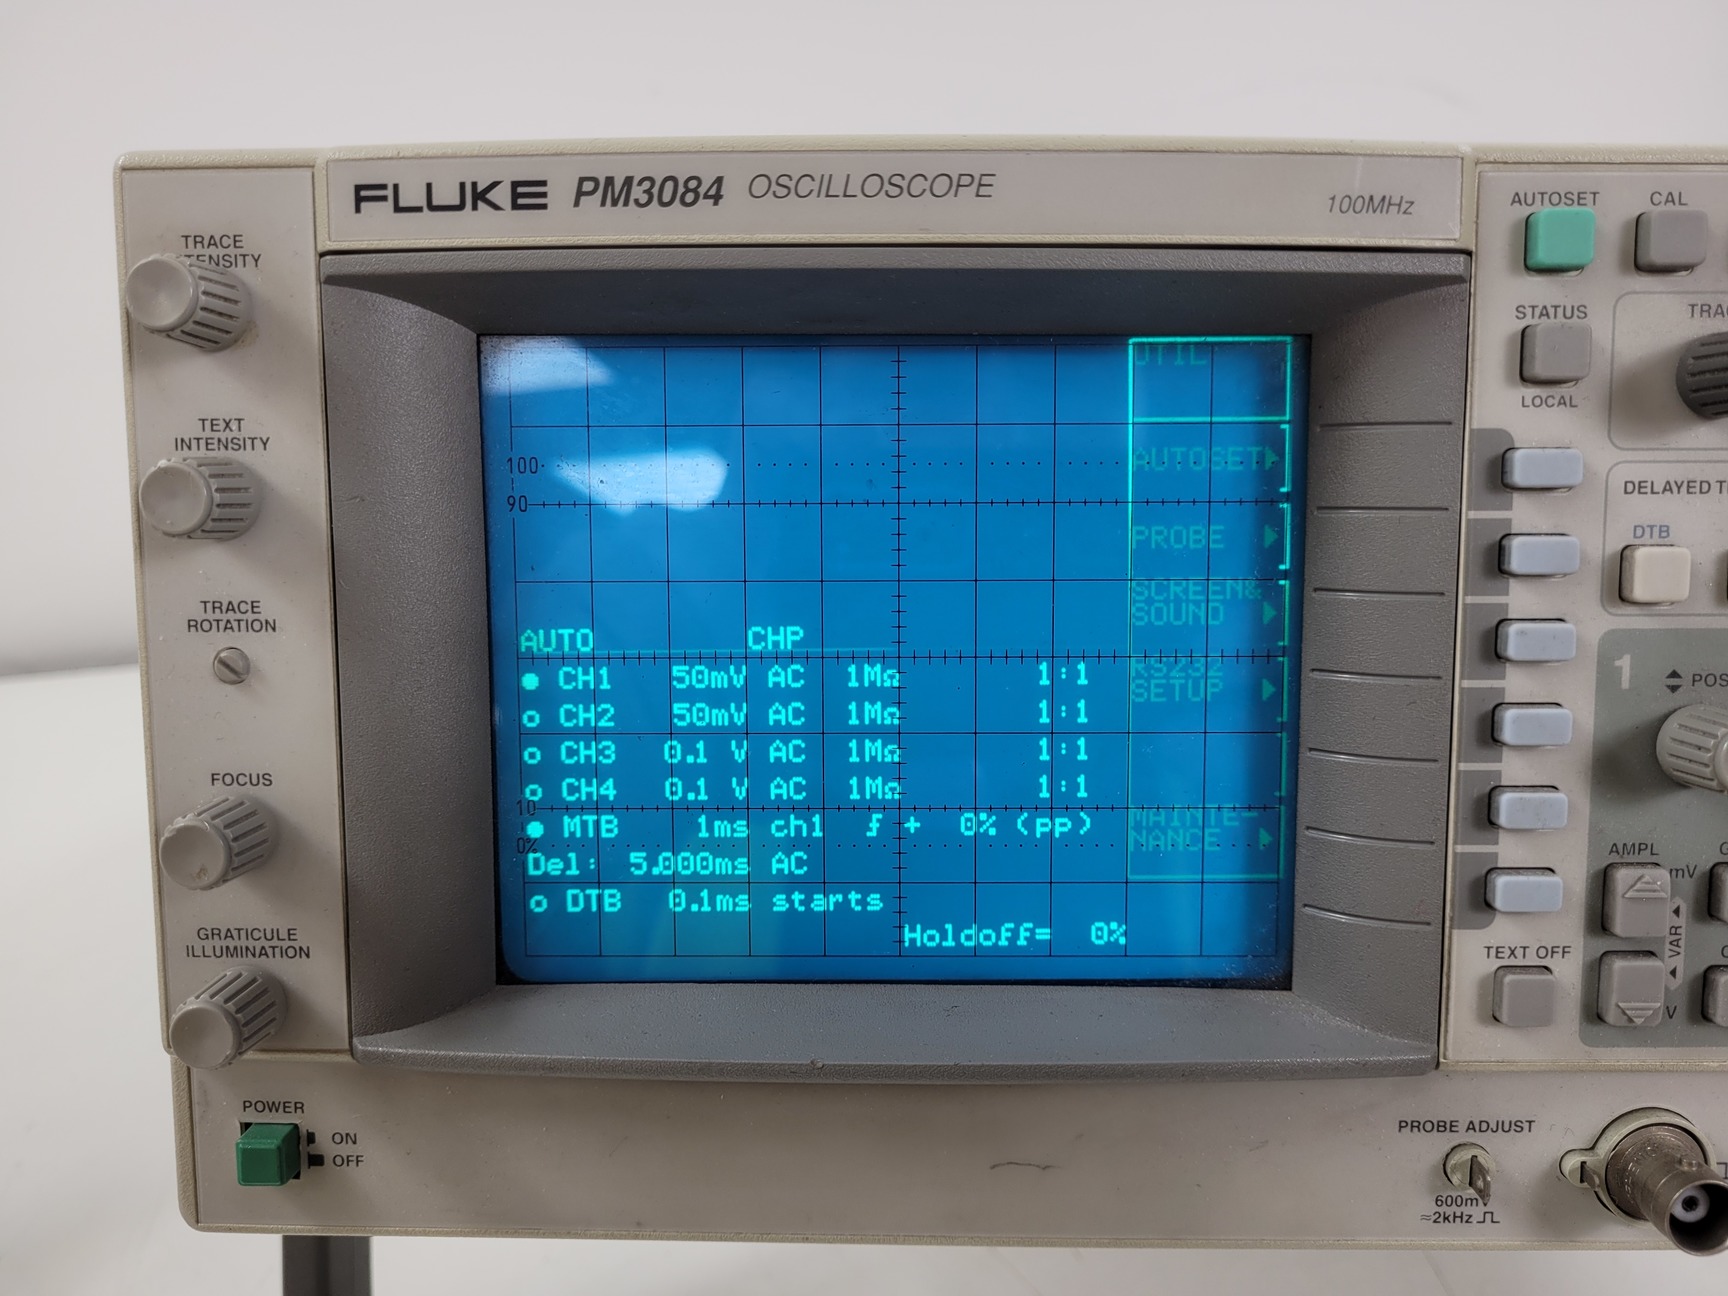 FLUKE PM3084 OSCILLOSCOPE
100MHz
TRACE
INTENSITY
TEXT
INTENSITY
TRACE
ROTATION
FOCUS
GRATICULE
ILLUMINATION
POWER
ON
OFF
100
90
10
0%
AUTO CHP
CH1 50mV AC 1MΩ 1:1
CH2 50mV AC 1MΩ 1:1
CH3 0.1 V AC 1MΩ 1:1
CH4 0.1 V AC 1MΩ 1:1
MTB 1ms ch1 + 0% (pp)
Del: 5.000ms AC
DTB 0.1ms starts
Holdoff= 0%
UTIL
AUTOSET
PROBE
SCREEN&
SOUND
RS232
SETUP
MAINTE-
NANCE
AUTOSET
CAL
STATUS
LOCAL
DELAYED
DTB
1
AMPL
mV
VAR
V
TEXT OFF
PROBE ADJUST
600mV
≈2kHz